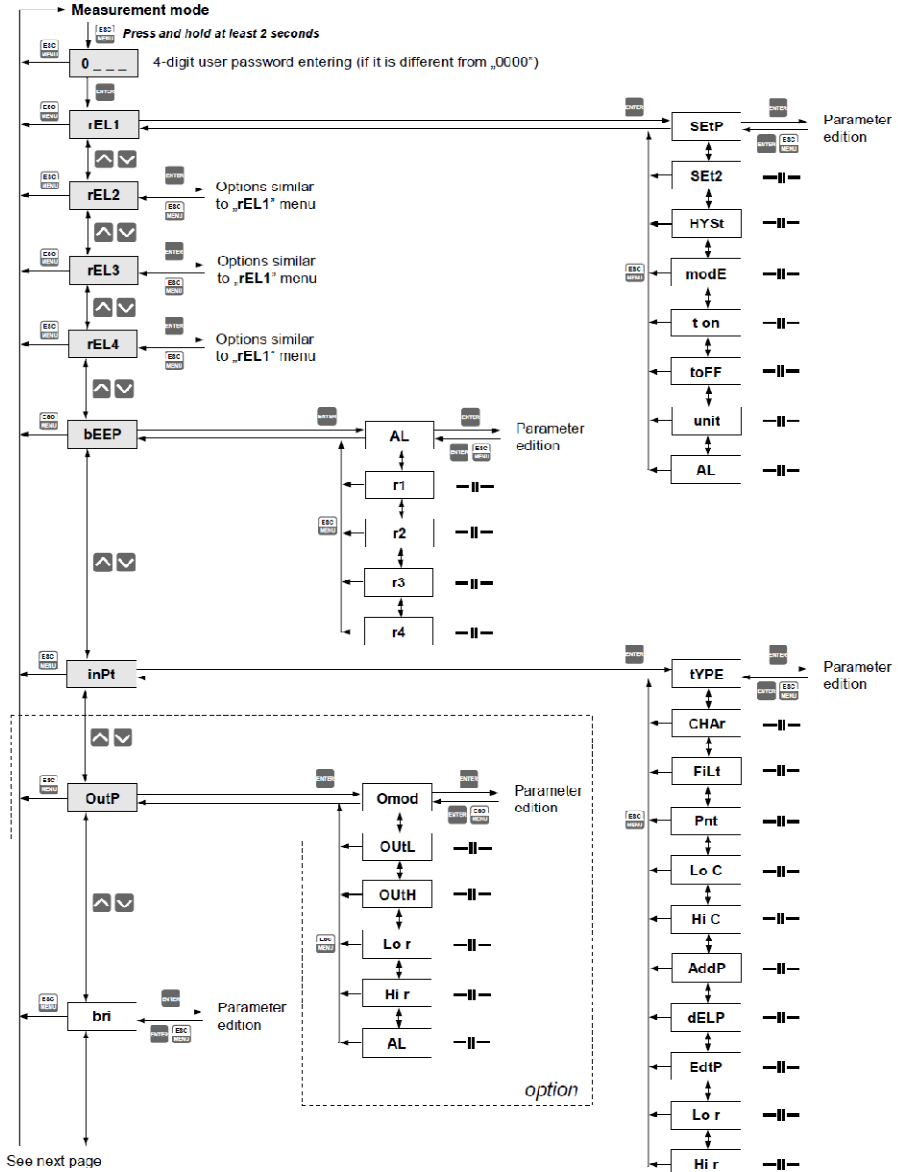 Measurement mode
ESC
MENU
Press and hold at least 2 seconds
ESC
MENU
0 _ _ _
4-digit user password entering (if it is different from „0000”)
ENTER
ESC
MENU
rEL1
ENTER
SEtP
ENTER
ENTER
ESC
MENU
Parameter
edition
ESC
MENU
rEL2
ENTER
ESC
MENU
Options similar
to „rEL1” menu
SEt2
HYSt
ESC
MENU
rEL3
ENTER
ESC
MENU
Options similar
to „rEL1” menu
ESC
MENU
modE
t on
ESC
MENU
rEL4
ENTER
ESC
MENU
Options similar
to „rEL1” menu
toFF
unit
AL
ESC
MENU
bEEP
ENTER
AL
ENTER
ENTER
ESC
MENU
Parameter
edition
r1
ESC
MENU
r2
r3
r4
ESC
MENU
inPt
ENTER
tYPE
ENTER
ENTER
ESC
MENU
Parameter
edition
CHAr
FiLt
ESC
MENU
Pnt
Lo C
Hi C
AddP
dELP
EdtP
Lo r
Hi r
ESC
MENU
OutP
ENTER
Omod
ENTER
ENTER
ESC
MENU
Parameter
edition
OUtL
OUtH
ESC
MENU
Lo r
Hi r
AL
option
ESC
MENU
bri
ENTER
ENTER
ESC
MENU
Parameter
edition
See next page